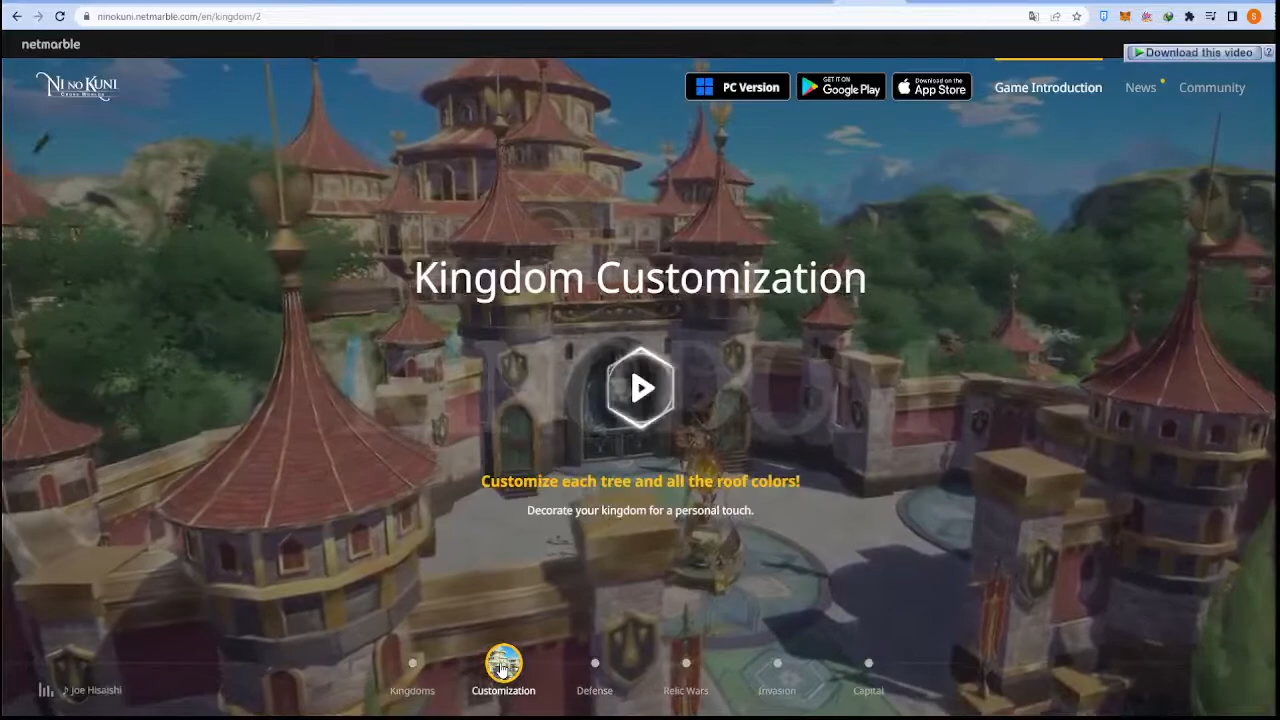 ninokuni.netmarble.com/en/kingdom/2
netmarble
Download this video
NI NO KUNI
CROSS WORLDS
PC Version
GET IT ON
Google Play
Download on the
App Store
Game Introduction
News
Community
Kingdom Customization
Customize each tree and all the roof colors!
Decorate your kingdom for a personal touch.
♪ Joe Hisaishi
Kingdoms
Customization
Defense
Relic Wars
Invasion
Capital